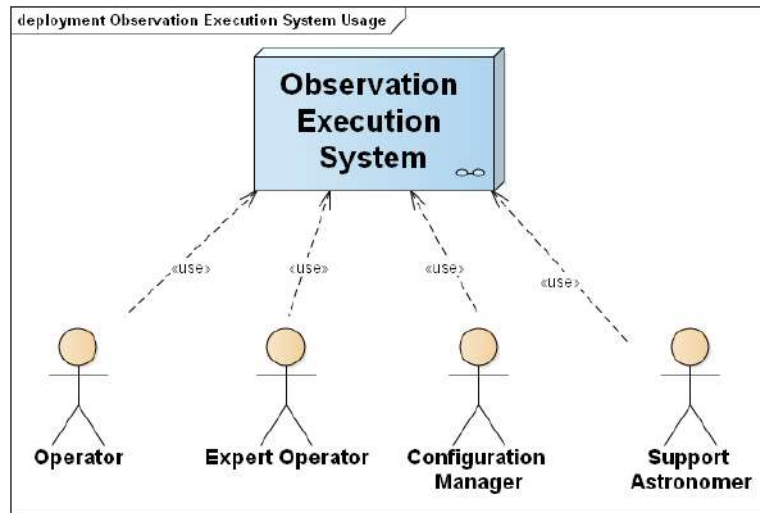 deployment Observation Execution System Usage
Observation
Execution
System
«use»
«use»
«use»
«use»
Operator
Expert Operator
Configuration
Manager
Support
Astronomer